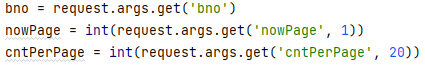 bno = request.args.get('bno')
nowPage = int(request.args.get('nowPage', 1))
cntPerPage = int(request.args.get('cntPerPage', 20))